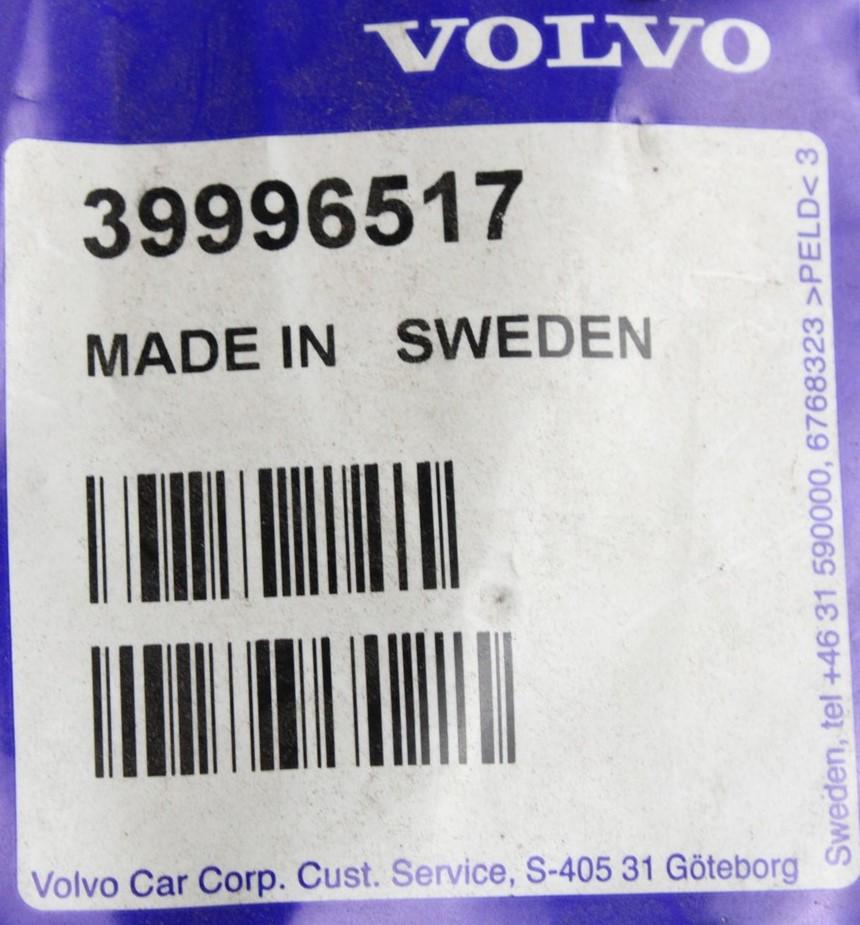 VOLVO
39996517
MADE IN SWEDEN
Volvo Car Corp. Cust. Service, S-405 31 Göteborg
Sweden, tel +46 31 590000, 6768323 >PELD< 3